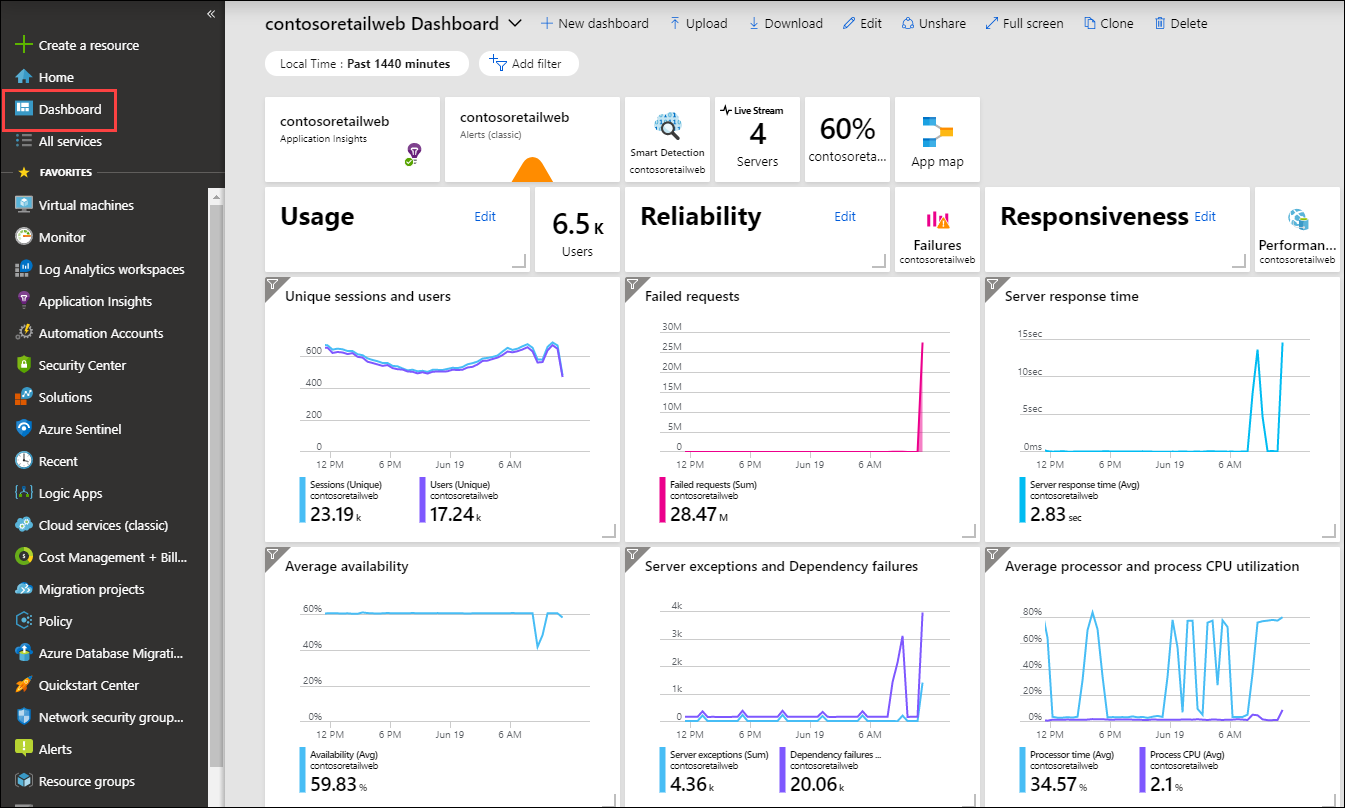 «
Create a resource
Home
Dashboard
All services
FAVORITES
Virtual machines
Monitor
Log Analytics workspaces
Application Insights
Automation Accounts
Security Center
Solutions
Azure Sentinel
Recent
Logic Apps
Cloud services (classic)
Cost Management + Bill...
Migration projects
Policy
Azure Database Migrati...
Quickstart Center
Network security group...
Alerts
Resource groups
contosoretailweb Dashboard New dashboard Upload Download Edit Unshare Full screen Clone Delete
Local Time : Past 1440 minutes Add filter
contosoretailweb
Application Insights
contosoretailweb
Alerts (classic)
Smart Detection
contosoretailweb
Live Stream
4
Servers
60%
contosoreta...
App map
Usage Edit
6.5 K
Users
Reliability Edit
Failures
contosoretailweb
Responsiveness Edit
Performan...
contosoretailweb
Unique sessions and users
600
400
200
0
12 PM 6 PM Jun 19 6 AM
Sessions (Unique)
contosoretailweb
23.19 k
Users (Unique)
contosoretailweb
17.24 k
Failed requests
30M
25M
20M
15M
10M
5M
0
12 PM 6 PM Jun 19 6 AM
Failed requests (Sum)
contosoretailweb
28.47 M
Server response time
15sec
10sec
5sec
0ms
12 PM 6 PM Jun 19 6 AM
Server response time (Avg)
contosoretailweb
2.83 sec
Average availability
60%
40%
20%
0%
12 PM 6 PM Jun 19 6 AM
Availability (Avg)
contosoretailweb
59.83 %
Server exceptions and Dependency failures
4k
3k
2k
1k
0
12 PM 6 PM Jun 19 6 AM
Server exceptions (Sum)
contosoretailweb
4.36 k
Dependency failures ...
contosoretailweb
20.06 k
Average processor and process CPU utilization
80%
60%
40%
20%
0%
12 PM 6 PM Jun 19 6 AM
Processor time (Avg)
contosoretailweb
34.57 %
Process CPU (Avg)
contosoretailweb
2.1 %